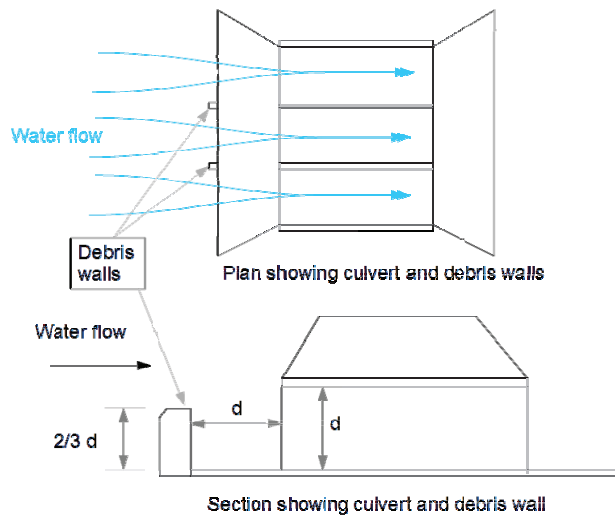 Water flow
Debris
walls
Plan showing culvert and debris walls
Water flow
d
d
2/3 d
Section showing culvert and debris wall